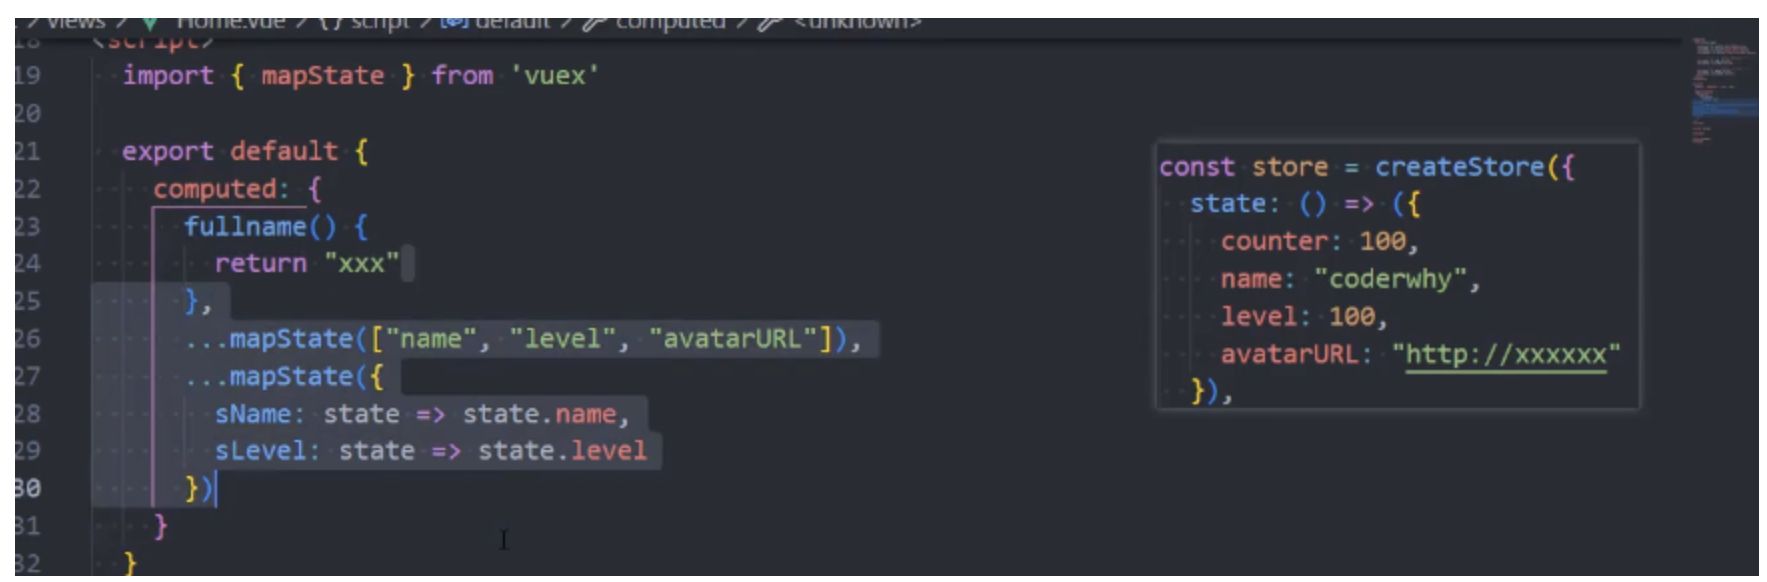 views / Home.vue / {} script / default / computed / <unknown>
18 <script>
19 import { mapState } from 'vuex'
20
21 export default {
22 computed: {
23 fullname() {
24 return "xxx"
25 },
26 ...mapState(["name", "level", "avatarURL"]),
27 ...mapState({
28 sName: state => state.name,
29 sLevel: state => state.level
30 })
31 }
32 }
const store = createStore({
state: () => ({
counter: 100,
name: "coderwhy",
level: 100,
avatarURL: "http://xxxxxx"
}),